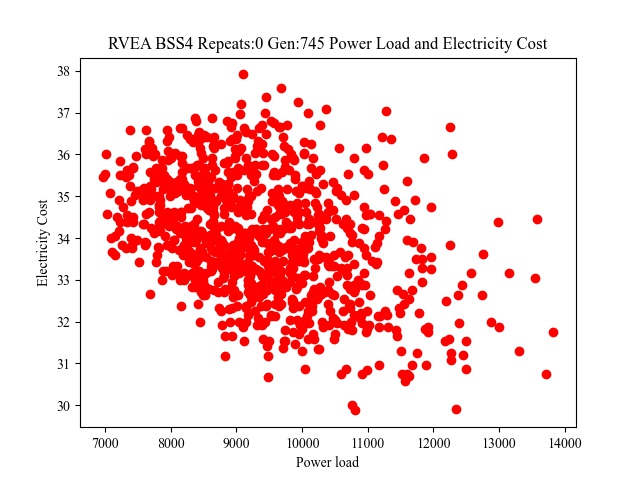 RVEA BSS4 Repeats:0 Gen:745 Power Load and Electricity Cost
38
37
36
35
34
33
32
31
30
Electricity Cost
7000 8000 9000 10000 11000 12000 13000 14000
Power load